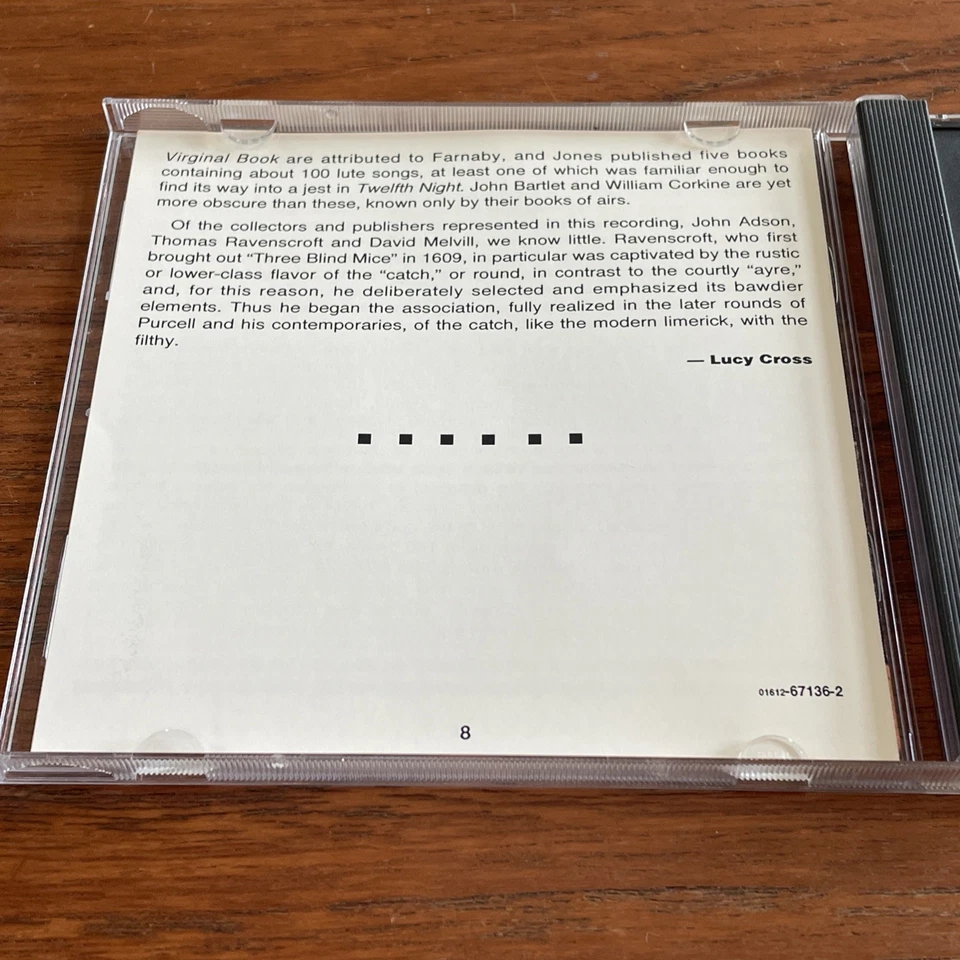 Virginal Book are attributed to Farnaby, and Jones published five books
containing about 100 lute songs, at least one of which was familiar enough to
find its way into a jest in Twelfth Night. John Bartlet and William Corkine are yet
more obscure than these, known only by their books of airs.
Of the collectors and publishers represented in this recording, John Adson,
Thomas Ravenscroft and David Melvill, we know little. Ravenscroft, who first
brought out “Three Blind Mice” in 1609, in particular was captivated by the rustic
or lower-class flavor of the “catch,” or round, in contrast to the courtly “ayre,”
and, for this reason, he deliberately selected and emphasized its bawdier
elements. Thus he began the association, fully realized in the later rounds of
Purcell and his contemporaries, of the catch, like the modern limerick, with the
filthy.
— Lucy Cross
01612-67136-2
8